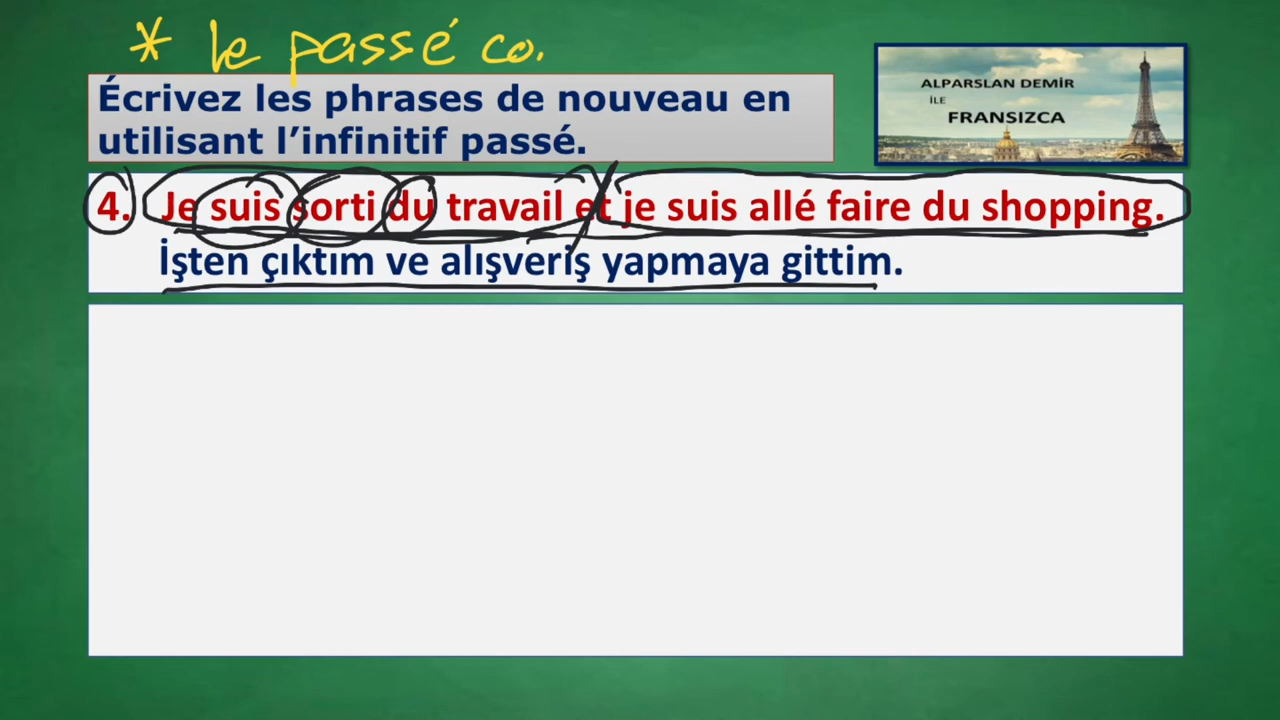 * le passé co.
Écrivez les phrases de nouveau en
utilisant l’infinitif passé.
ALPARSLAN DEMİR
İLE
FRANSIZCA
4. Je suis sorti du travail et je suis allé faire du shopping.
İşten çıktım ve alışveriş yapmaya gittim.